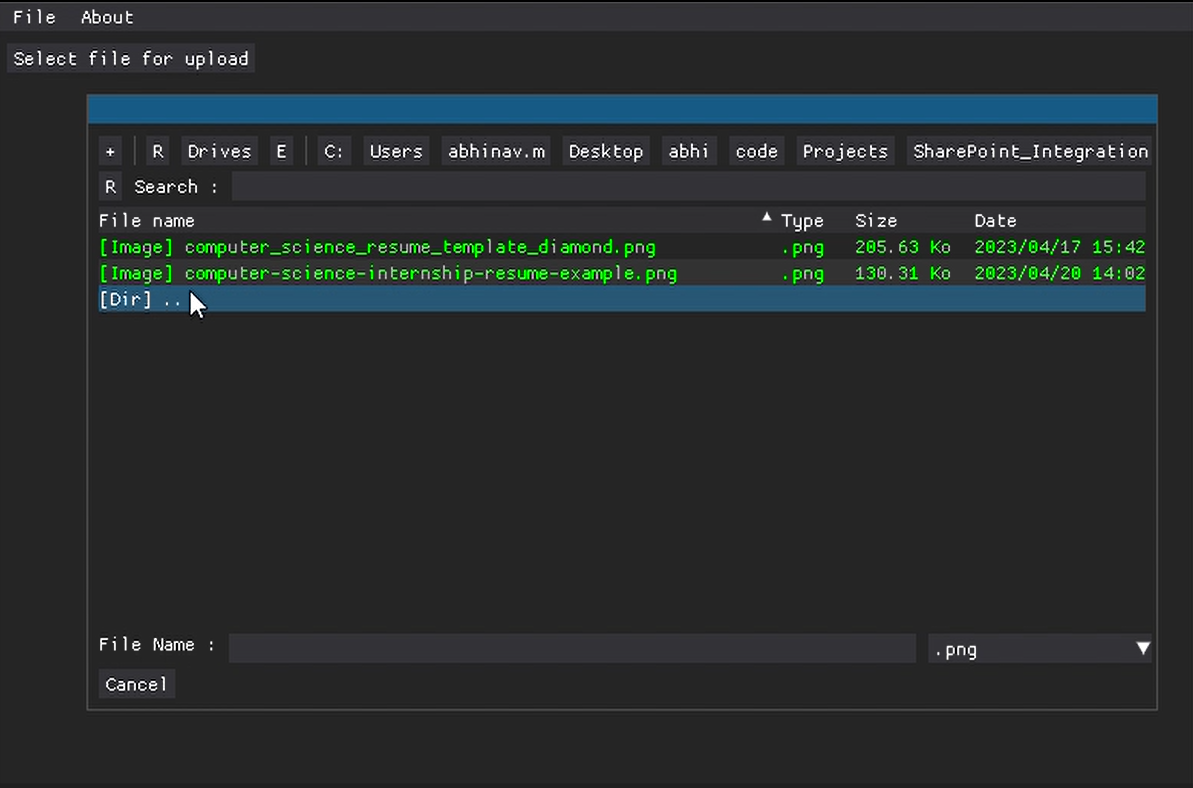 File About
Select file for upload
+ R Drives E C: Users abhinav.m Desktop abhi code Projects SharePoint_Integration
R Search :
File name Type Size Date
[Image] computer_science_resume_template_diamond.png .png 205.63 Ko 2023/04/17 15:42
[Image] computer-science-internship-resume-example.png .png 130.31 Ko 2023/04/20 14:02
[Dir] ..
File Name : .png
Cancel